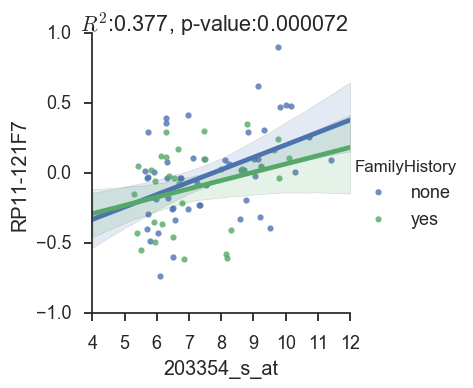 R²:0.377, p-value:0.000072
1.0
0.5
0.0
−0.5
−1.0
RP11-121F7
4 5 6 7 8 9 10 11 12
203354_s_at
FamilyHistory
none
yes